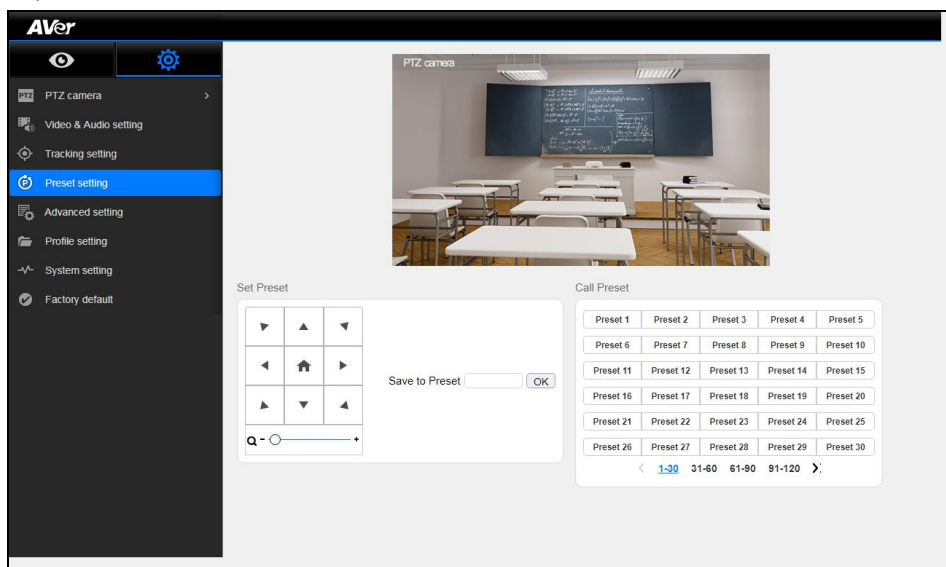 AVer
PTZ camera
PTZ PTZ camera
Video & Audio setting
Tracking setting
Preset setting
Advanced setting
Profile setting
System setting
Factory default
Set Preset
Save to Preset OK
Call Preset
Preset 1 Preset 2 Preset 3 Preset 4 Preset 5
Preset 6 Preset 7 Preset 8 Preset 9 Preset 10
Preset 11 Preset 12 Preset 13 Preset 14 Preset 15
Preset 16 Preset 17 Preset 18 Preset 19 Preset 20
Preset 21 Preset 22 Preset 23 Preset 24 Preset 25
Preset 26 Preset 27 Preset 28 Preset 29 Preset 30
1-30 31-60 61-90 91-120